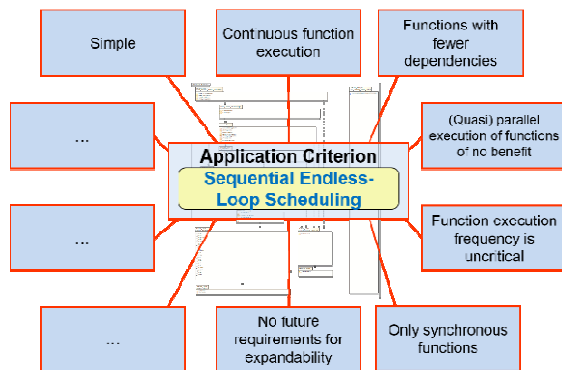 Simple
Continuous function
execution
Functions with
fewer
dependencies
...
(Quasi) parallel
execution of functions
of no benefit
Application Criterion
Sequential Endless-
Loop Scheduling
...
Function execution
frequency is
uncritical
...
No future
requirements for
expandability
Only synchronous
functions